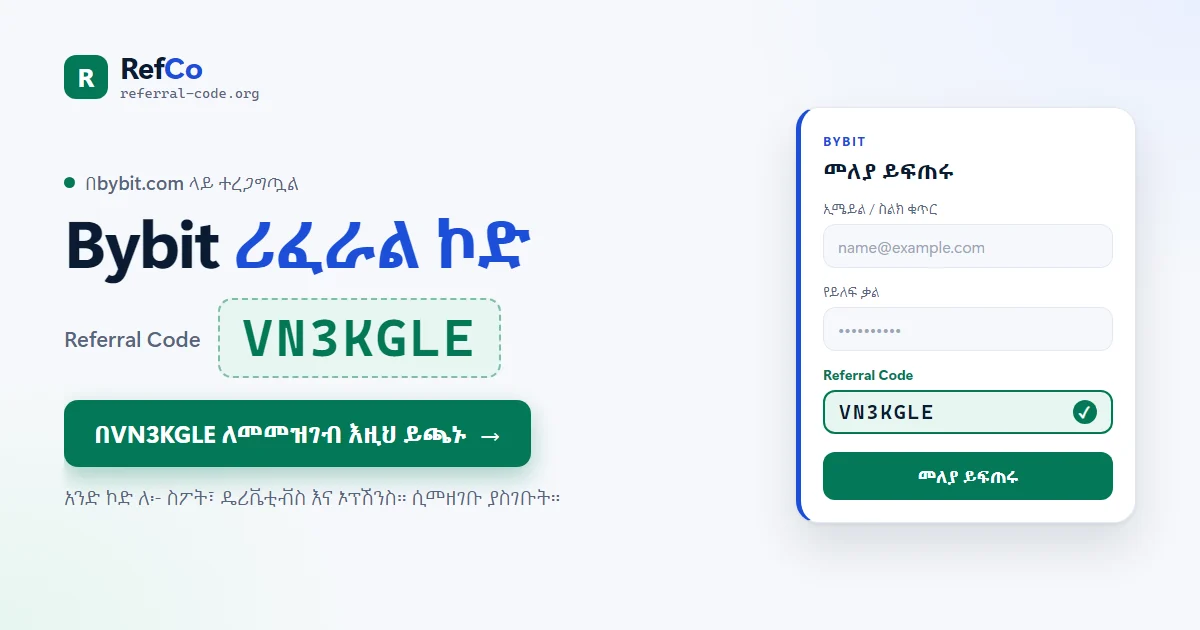 R
RefCo
referral-code.org
በbybit.com ላይ ተረጋግጧል
Bybit ሪፈራል ኮድ
Referral Code
VN3KGLE
በVN3KGLE ለመመዝገብ እዚህ ይጫኑ →
አንድ ኮድ ለ፦ ስፖት፣ ዴሪቬቲቭስ እና ኦፕሽንስ። ሲመዘገቡ ያስገቡት።
BYBIT
መለያ ይፍጠሩ
ኢሜይል / ስልክ ቁጥር
name@example.com
የይለፍ ቃል
••••••••••
Referral Code
VN3KGLE ✓
መለያ ይፍጠሩ